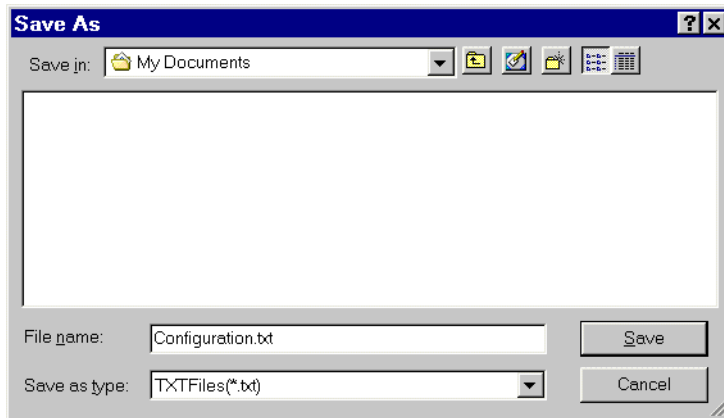 Save As
Save in: My Documents
File name: Configuration.txt
Save
Save as type: TXTFiles(*.txt)
Cancel